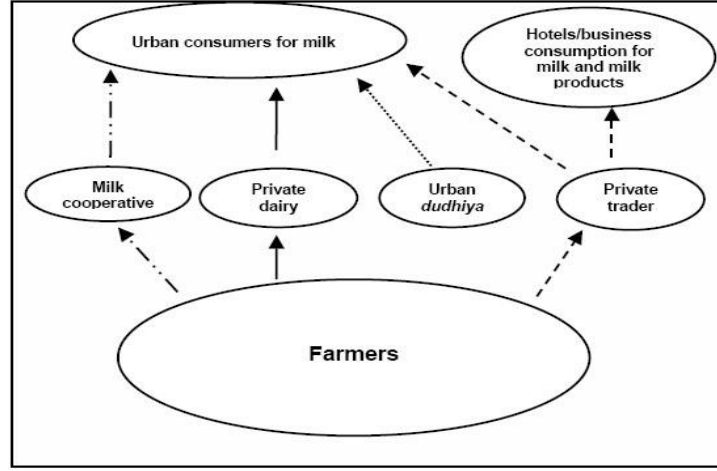 Urban consumers for milk
Hotels/business
consumption for
milk and milk
products
Milk
cooperative
Private
dairy
Urban
dudhiya
Private
trader
Farmers